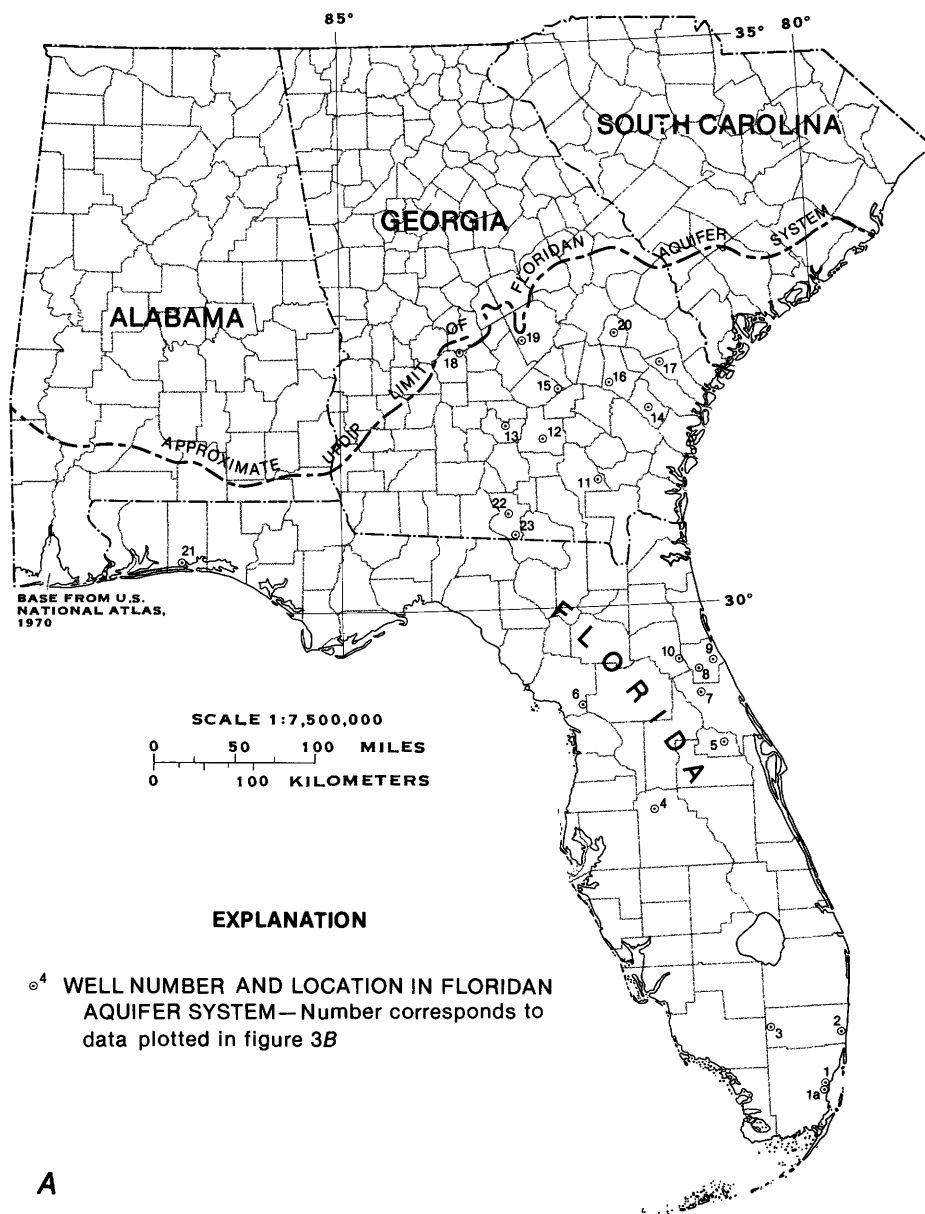 85°
35°
80°
SOUTH CAROLINA
GEORGIA
ALABAMA
APPROXIMATE UPDIP LIMIT OF FLORIDAN AQUIFER SYSTEM
20
19
18
17
16
15
14
13
12
11
22
23
21
BASE FROM U.S.
NATIONAL ATLAS,
1970
30°
FLORIDA
10
9
8
7
6
5
4
SCALE 1:7,500,000
0 50 100 MILES
0 100 KILOMETERS
EXPLANATION
4 WELL NUMBER AND LOCATION IN FLORIDAN
AQUIFER SYSTEM—Number corresponds to
data plotted in figure 3B
3
2
1
1a
A